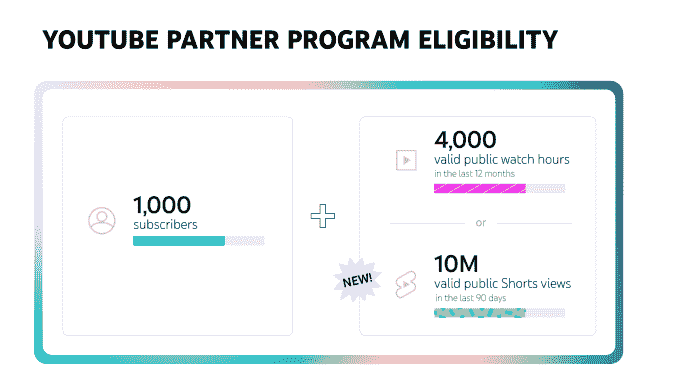 YOUTUBE PARTNER PROGRAM ELIGIBILITY
1,000
subscribers
4,000
valid public watch hours
in the last 12 months
or
NEW!
10M
valid public Shorts views
in the last 90 days